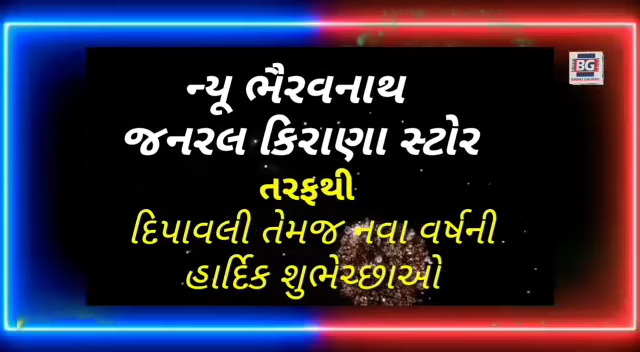 ન્યૂ ભૈરવનાથ
જનરલ કિરાણા સ્ટોર
તરફથી
દિપાવલી તેમજ નવા વર્ષની
હાર્દિક શુભેચ્છાઓ
BG